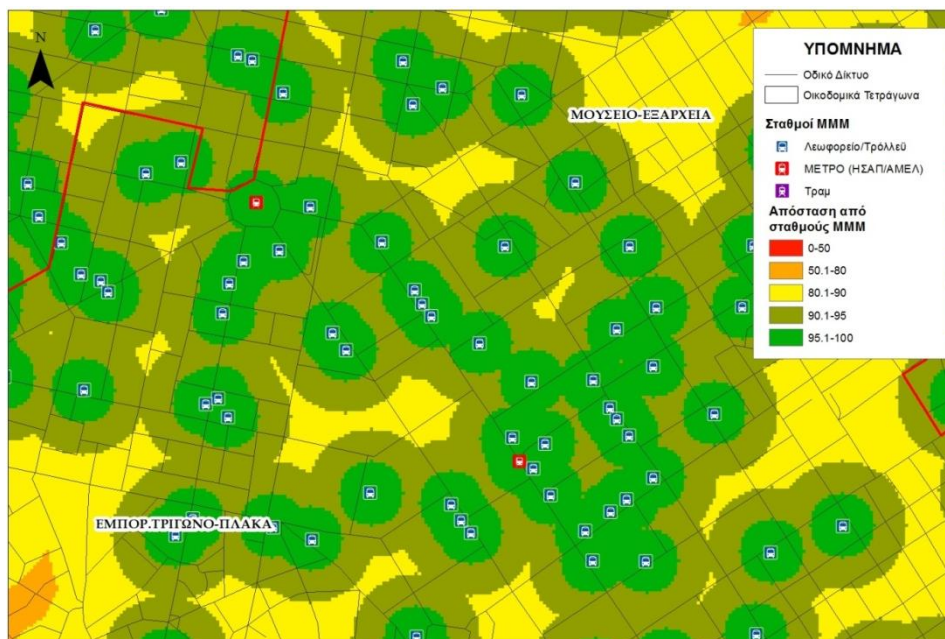 N
ΜΟΥΣΕΙΟ-ΕΞΑΡΧΕΙΑ
ΕΜΠΟΡ.ΤΡΙΓΩΝΟ-ΠΛΑΚΑ
ΥΠΟΜΝΗΜΑ
Οδικό Δίκτυο
Οικοδομικά Τετράγωνα
Σταθμοί ΜΜΜ
Λεωφορείο/Τρόλλεϋ
ΜΕΤΡΟ (ΗΣΑΠ/ΑΜΕΛ)
Τραμ
Απόσταση από
σταθμούς ΜΜΜ
0-50
50.1-80
80.1-90
90.1-95
95.1-100